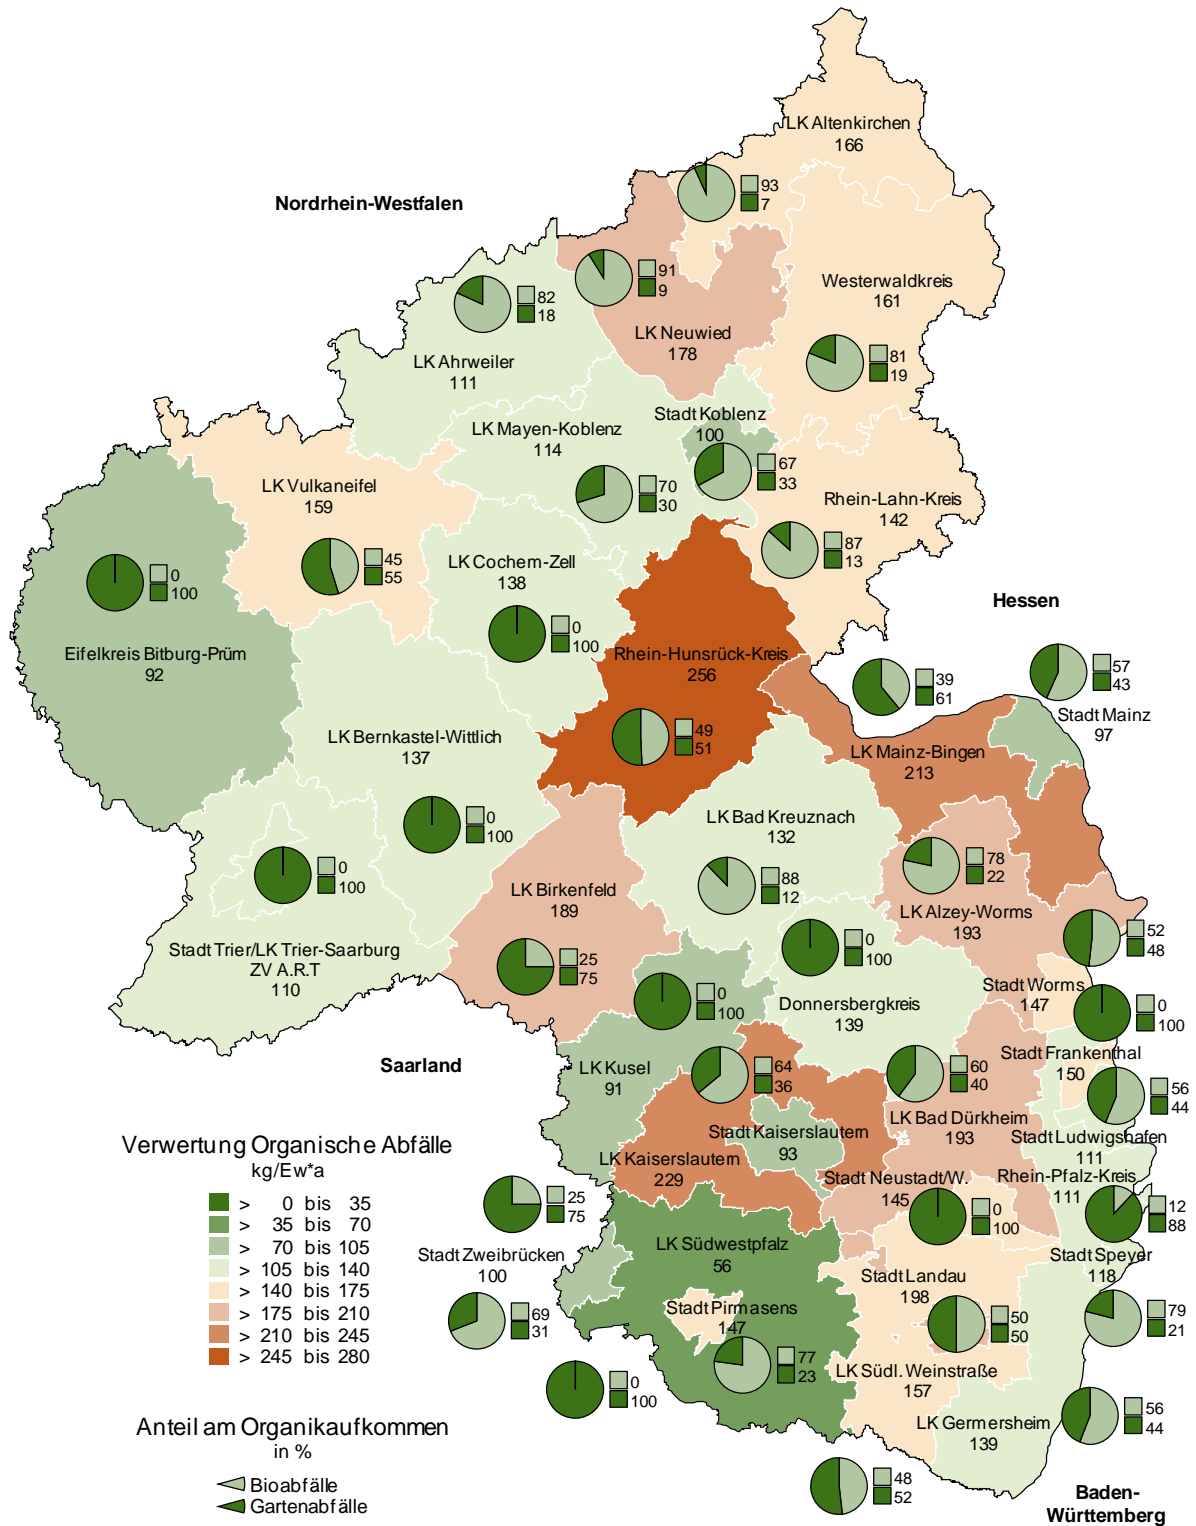 LK Altenkirchen
166
93
7
Nordrhein-Westfalen
91
9
Westerwaldkreis
161
82
18
LK Neuwied
178
81
19
LK Ahrweiler
111
Stadt Koblenz
100
LK Mayen-Koblenz
114
67
33
LK Vulkaneifel
159
70
30
Rhein-Lahn-Kreis
142
45
55
LK Cochem-Zell
138
87
13
0
100
Hessen
0
100
Eifelkreis Bitburg-Prüm
92
Rhein-Hunsrück-Kreis
256
39
61
57
43
Stadt Mainz
97
LK Bernkastel-Wittlich
137
49
51
LK Mainz-Bingen
213
0
100
LK Bad Kreuznach
132
0
100
88
12
78
22
LK Birkenfeld
189
LK Alzey-Worms
193
Stadt Trier/LK Trier-Saarburg
ZV A.R.T
110
25
75
0
100
52
48
Stadt Worms
147
0
100
Donnersbergkreis
139
0
100
Saarland
LK Kusel
91
64
36
60
40
Stadt Frankenthal
150
56
44
LK Bad Dürkheim
193
Stadt Kaiserslautern
93
Stadt Ludwigshafen
111
LK Kaiserslautern
229
Stadt Neustadt/W.
145
Rhein-Pfalz-Kreis
111
0
100
12
88
Verwertung Organische Abfälle
kg/Ew*a
> 0 bis 35
> 35 bis 70
> 70 bis 105
> 105 bis 140
> 140 bis 175
> 175 bis 210
> 210 bis 245
> 245 bis 280
25
75
Stadt Zweibrücken
100
LK Südwestpfalz
56
Stadt Speyer
118
Stadt Landau
198
69
31
Stadt Pirmasens
147
50
50
79
21
77
23
0
100
LK Südl. Weinstraße
157
LK Germersheim
139
56
44
48
52
Anteil am Organikaufkommen
in %
Bioabfälle
Gartenabfälle
Baden-
Württemberg